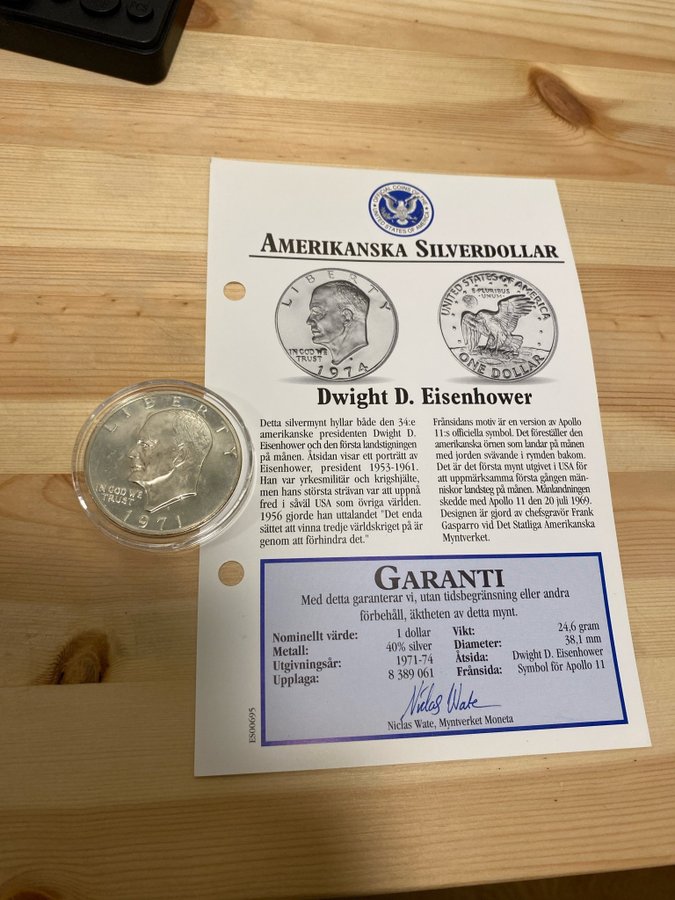 OFFICIAL COINS OF THE
UNITED STATES OF AMERICA
AMERIKANSKA SILVERDOLLAR
LIBERTY
IN GOD WE
TRUST
1974
UNITED STATES OF AMERICA
E PLURIBUS
UNUM
ONE DOLLAR
Dwight D. Eisenhower
Detta silvermynt hyllar både den 34:e
amerikanske presidenten Dwight D.
Eisenhower och den första landstigningen
på månen. Åtsidan visar ett porträtt av
Eisenhower, president 1953-1961.
Han var yrkesmilitär och krigshjälte,
men hans största strävan var att uppnå
fred i såväl USA som övriga världen.
1956 gjorde han uttalandet "Det enda
sättet att vinna tredje världskriget på är
genom att förhindra det."
Frånsidans motiv är en version av Apollo
11:s officiella symbol. Det föreställer den
amerikanska örnen som landar på månen
med jorden svävande i rymden bakom.
Det är det första mynt utgivet i USA för
att uppmärksamma första gången män-
niskor landsteg på månen. Månlandningen
skedde med Apollo 11 den 20 juli 1969.
Designen är gjord av chefsgravör Frank
Gasparro vid Det Statliga Amerikanska
Myntverket.
LIBERTY
IN GOD WE
TRUST
1971
GARANTI
Med detta garanterar vi, utan tidsbegränsning eller andra
förbehåll, äktheten av detta mynt.
Nominellt värde: 1 dollar
Metall: 40% silver
Utgivningsår: 1971-74
Upplaga: 8 389 061
Vikt: 24,6 gram
Diameter: 38,1 mm
Åtsida: Dwight D. Eisenhower
Frånsida: Symbol för Apollo 11
Niclas Wate
Niclas Wate, Myntverket Moneta
ES00695